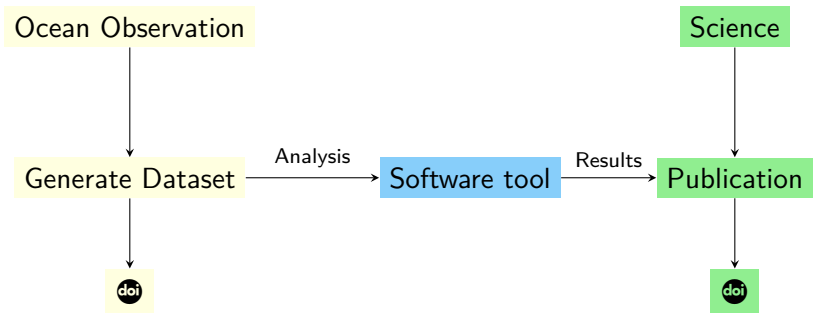 Ocean Observation
Science
Analysis
Results
Generate Dataset
Software tool
Publication
doi
doi